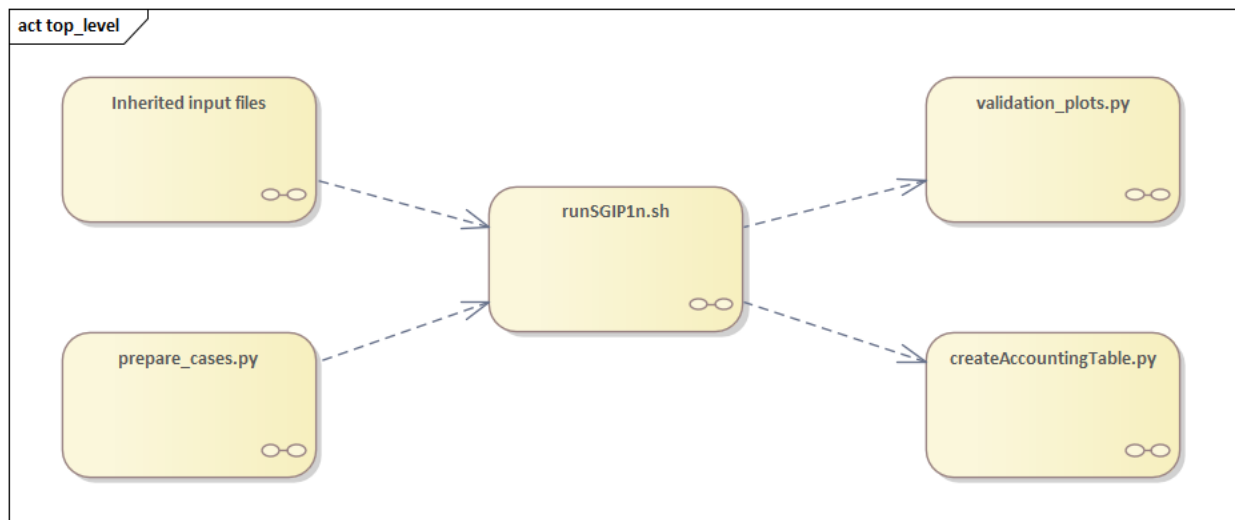 act top_level
Inherited input files
validation_plots.py
runSGIP1n.sh
prepare_cases.py
createAccountingTable.py